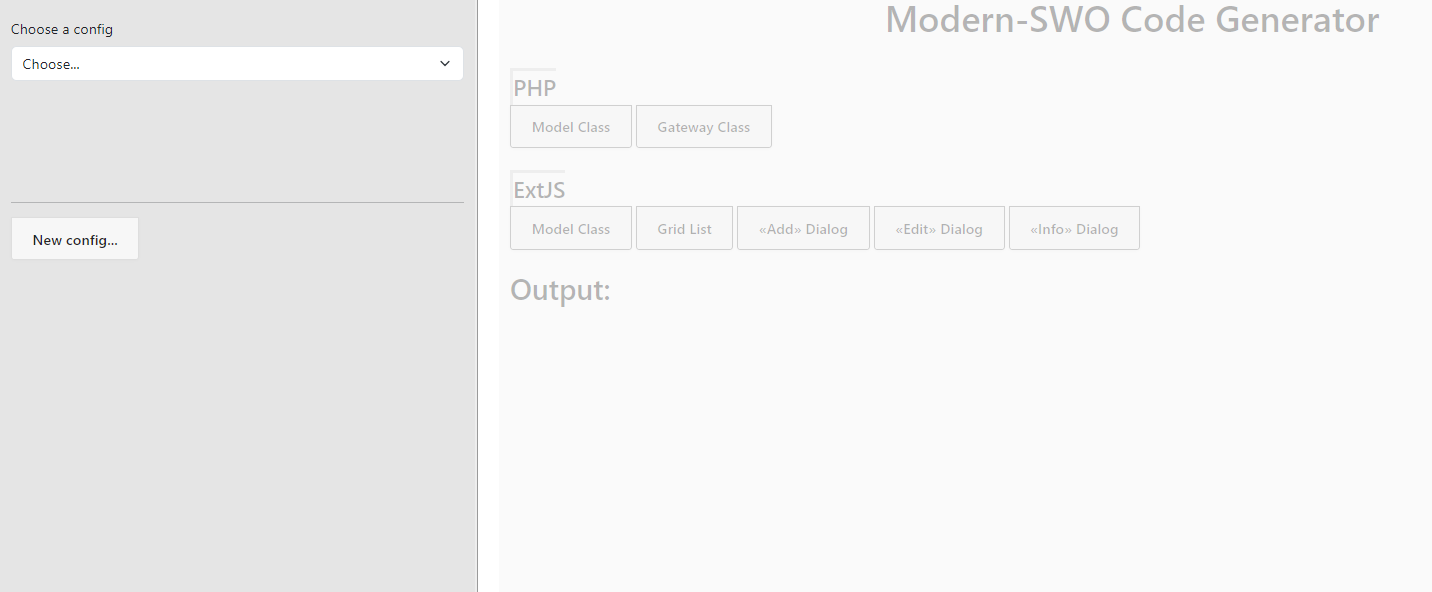 Choose a config
Choose...
New config...
Modern-SWO Code Generator
PHP
Model Class Gateway Class
ExtJS
Model Class Grid List «Add» Dialog «Edit» Dialog «Info» Dialog
Output: